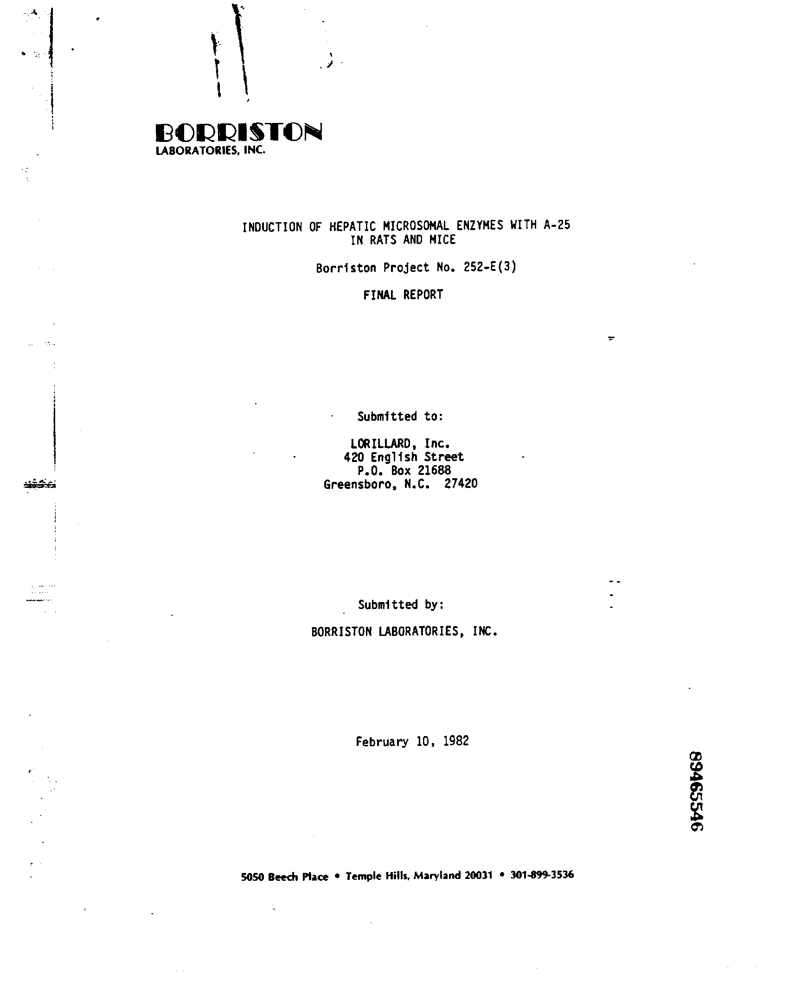 BORRISTON
LABORATORIES, INC.
INDUCTION OF HEPATIC MICROSOMAL ENZYMES WITH A-25
IN RATS AND MICE
Borriston Project No. 252-E(3)
FINAL REPORT
Submitted to:
LORILLARD, Inc.
420 English Street
P.O. Box 21688
Greensboro, N.C. 27420
Submitted by:
BORRISTON LABORATORIES, INC.
February 10, 1982
89465546
5050 Beech Place • Temple Hills, Maryland 20031 • 301-899-3536